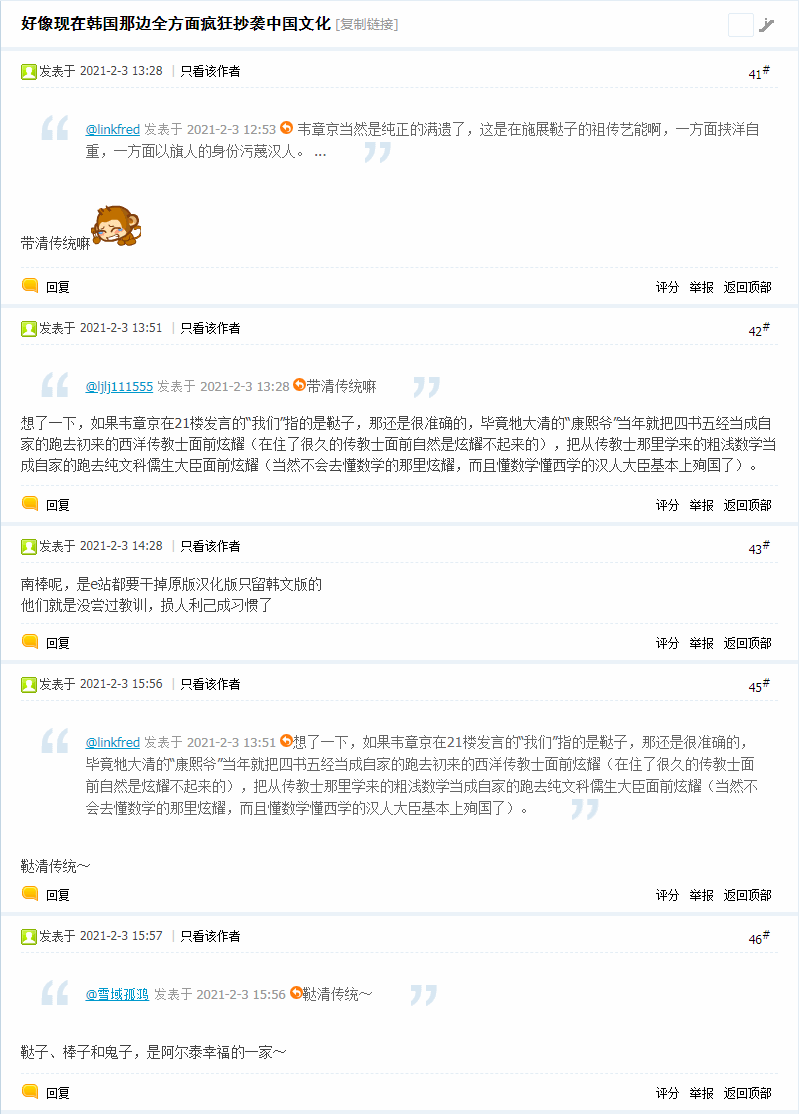 好像现在韩国那边全方面疯狂抄袭中国文化 [复制链接]
发表于 2021-2-3 13:28 | 只看该作者 41#
@linkfred 发表于 2021-2-3 12:53 韦章京当然是纯正的满遗了，这是在施展鞑子的祖传艺能啊，一方面挟洋自
重，一方面以旗人的身份污蔑汉人。 ...
带清传统嘛
回复 评分 举报 返回顶部
发表于 2021-2-3 13:51 | 只看该作者 42#
@ljlj111555 发表于 2021-2-3 13:28 带清传统嘛
想了一下，如果韦章京在21楼发言的“我们”指的是鞑子，那还是很准确的，毕竟牠大清的“康熙爷”当年就把四书五经当成自
家的跑去初来的西洋传教士面前炫耀（在住了很久的传教士面前自然是炫耀不起来的），把从传教士那里学来的粗浅数学当
成自家的跑去纯文科儒生大臣面前炫耀（当然不会去懂数学的那里炫耀，而且懂数学懂西学的汉人大臣基本上殉国了）。
回复 评分 举报 返回顶部
发表于 2021-2-3 14:28 | 只看该作者 43#
南棒呢，是e站都要干掉原版汉化版只留韩文版的
他们就是没尝过教训，损人利己成习惯了
回复 评分 举报 返回顶部
发表于 2021-2-3 15:56 | 只看该作者 45#
@linkfred 发表于 2021-2-3 13:51 想了一下，如果韦章京在21楼发言的“我们”指的是鞑子，那还是很准确的，
毕竟牠大清的“康熙爷”当年就把四书五经当成自家的跑去初来的西洋传教士面前炫耀（在住了很久的传教士面
前自然是炫耀不起来的），把从传教士那里学来的粗浅数学当成自家的跑去纯文科儒生大臣面前炫耀（当然不
会去懂数学的那里炫耀，而且懂数学懂西学的汉人大臣基本上殉国了）。
鞑清传统～
回复 评分 举报 返回顶部
发表于 2021-2-3 15:57 | 只看该作者 46#
@雪域孤鸿 发表于 2021-2-3 15:56 鞑清传统～
鞑子、棒子和鬼子，是阿尔泰幸福的一家～
回复 评分 举报 返回顶部